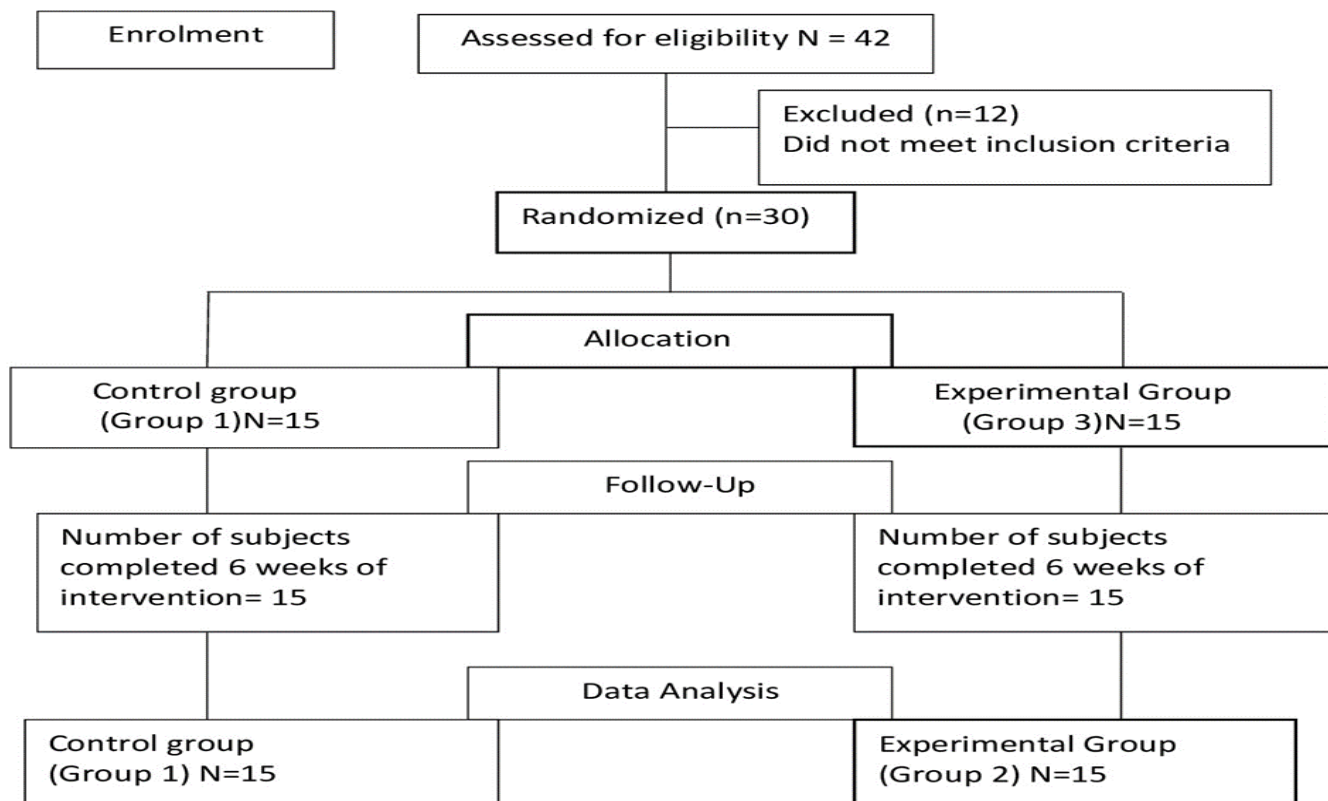 Enrolment
Assessed for eligibility N = 42
Excluded (n=12)
Did not meet inclusion criteria
Randomized (n=30)
Allocation
Control group
(Group 1)N=15
Experimental Group
(Group 3)N=15
Follow-Up
Number of subjects
completed 6 weeks of
intervention= 15
Number of subjects
completed 6 weeks of
intervention= 15
Data Analysis
Control group
(Group 1) N=15
Experimental Group
(Group 2) N=15